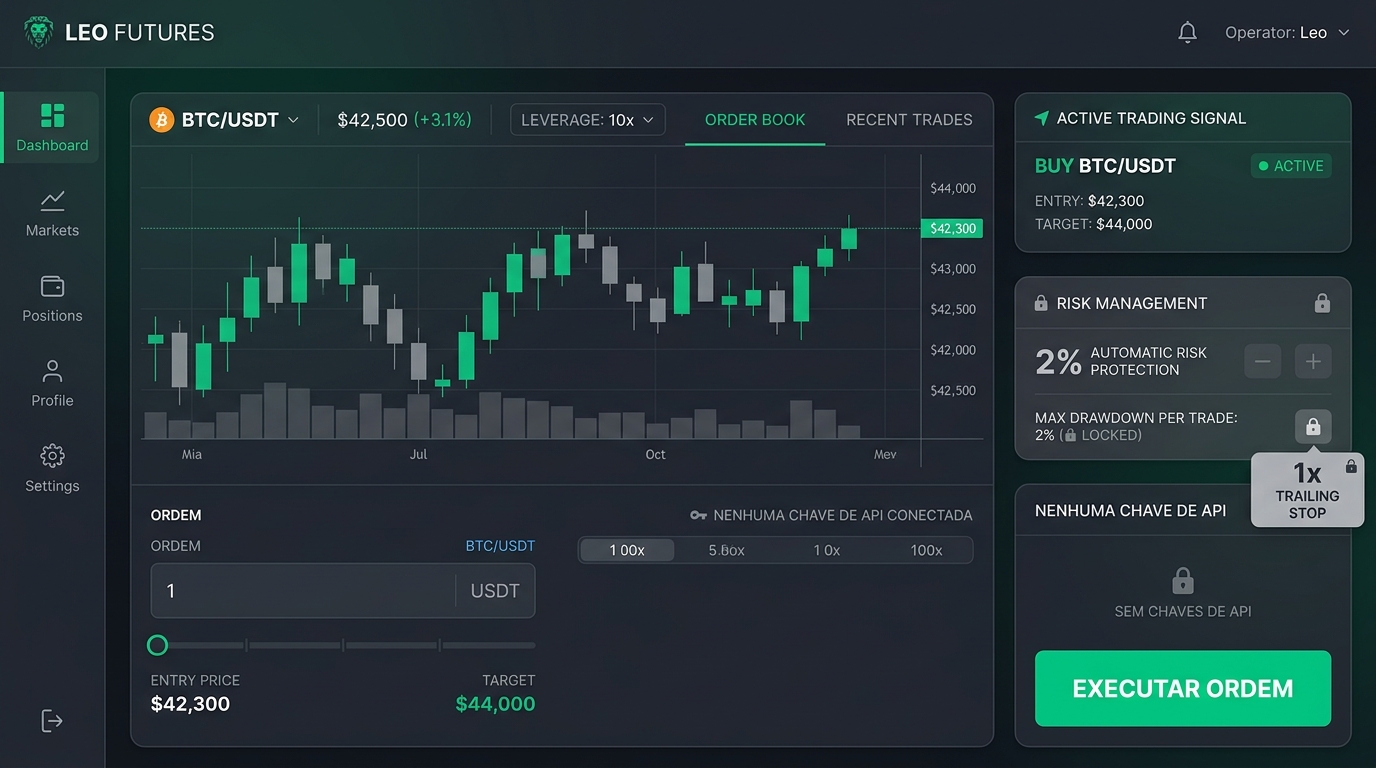 LEO FUTURES
Operator: Leo
Dashboard
Markets
Positions
Profile
Settings
BTC/USDT
$42,500 (+3.1%)
LEVERAGE: 10x
ORDER BOOK
RECENT TRADES
$44,000
$42,300
$43,000
$42,500
$42,000
$42,500
Mia
Jul
Oct
Mev
ORDEM
NENHUMA CHAVE DE API CONECTADA
ORDEM
BTC/USDT
1
USDT
1 00x
1 0x
100x
ENTRY PRICE
TARGET
$42,300
$44,000
ACTIVE TRADING SIGNAL
BUY BTC/USDT
ACTIVE
ENTRY: $42,300
TARGET: $44,000
RISK MANAGEMENT
2%
AUTOMATIC RISK
PROTECTION
MAX DRAWDOWN PER TRADE:
2% (LOCKED)
1x
TRAILING
STOP
NENHUMA CHAVE DE API
SEM CHAVES DE API
EXECUTAR ORDEM